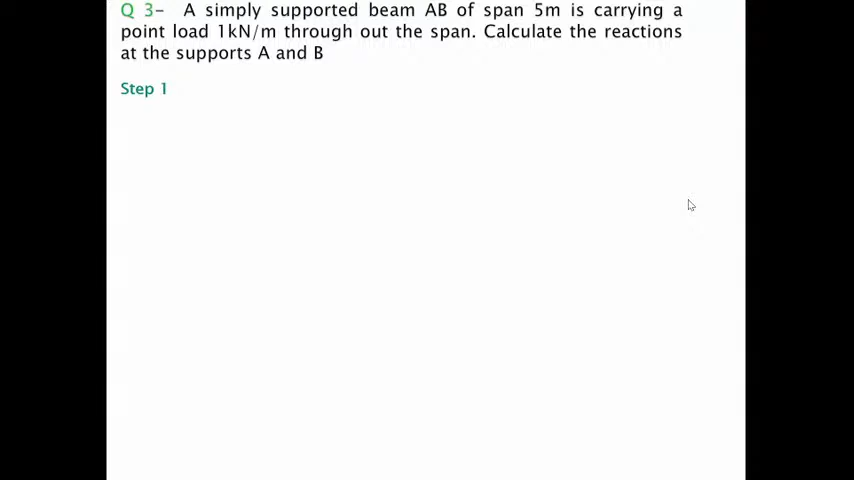 Q 3- A simply supported beam AB of span 5m is carrying a
point load 1kN/m through out the span. Calculate the reactions
at the supports A and B
Step 1